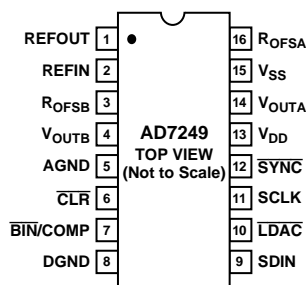 REFOUT 1
REFIN 2
ROFSB 3
VOUTB 4
AGND 5
CLR 6
BIN/COMP 7
DGND 8
AD7249
TOP VIEW
(Not to Scale)
16 ROFSA
15 VSS
14 VOUTA
13 VDD
12 SYNC
11 SCLK
10 LDAC
9 SDIN